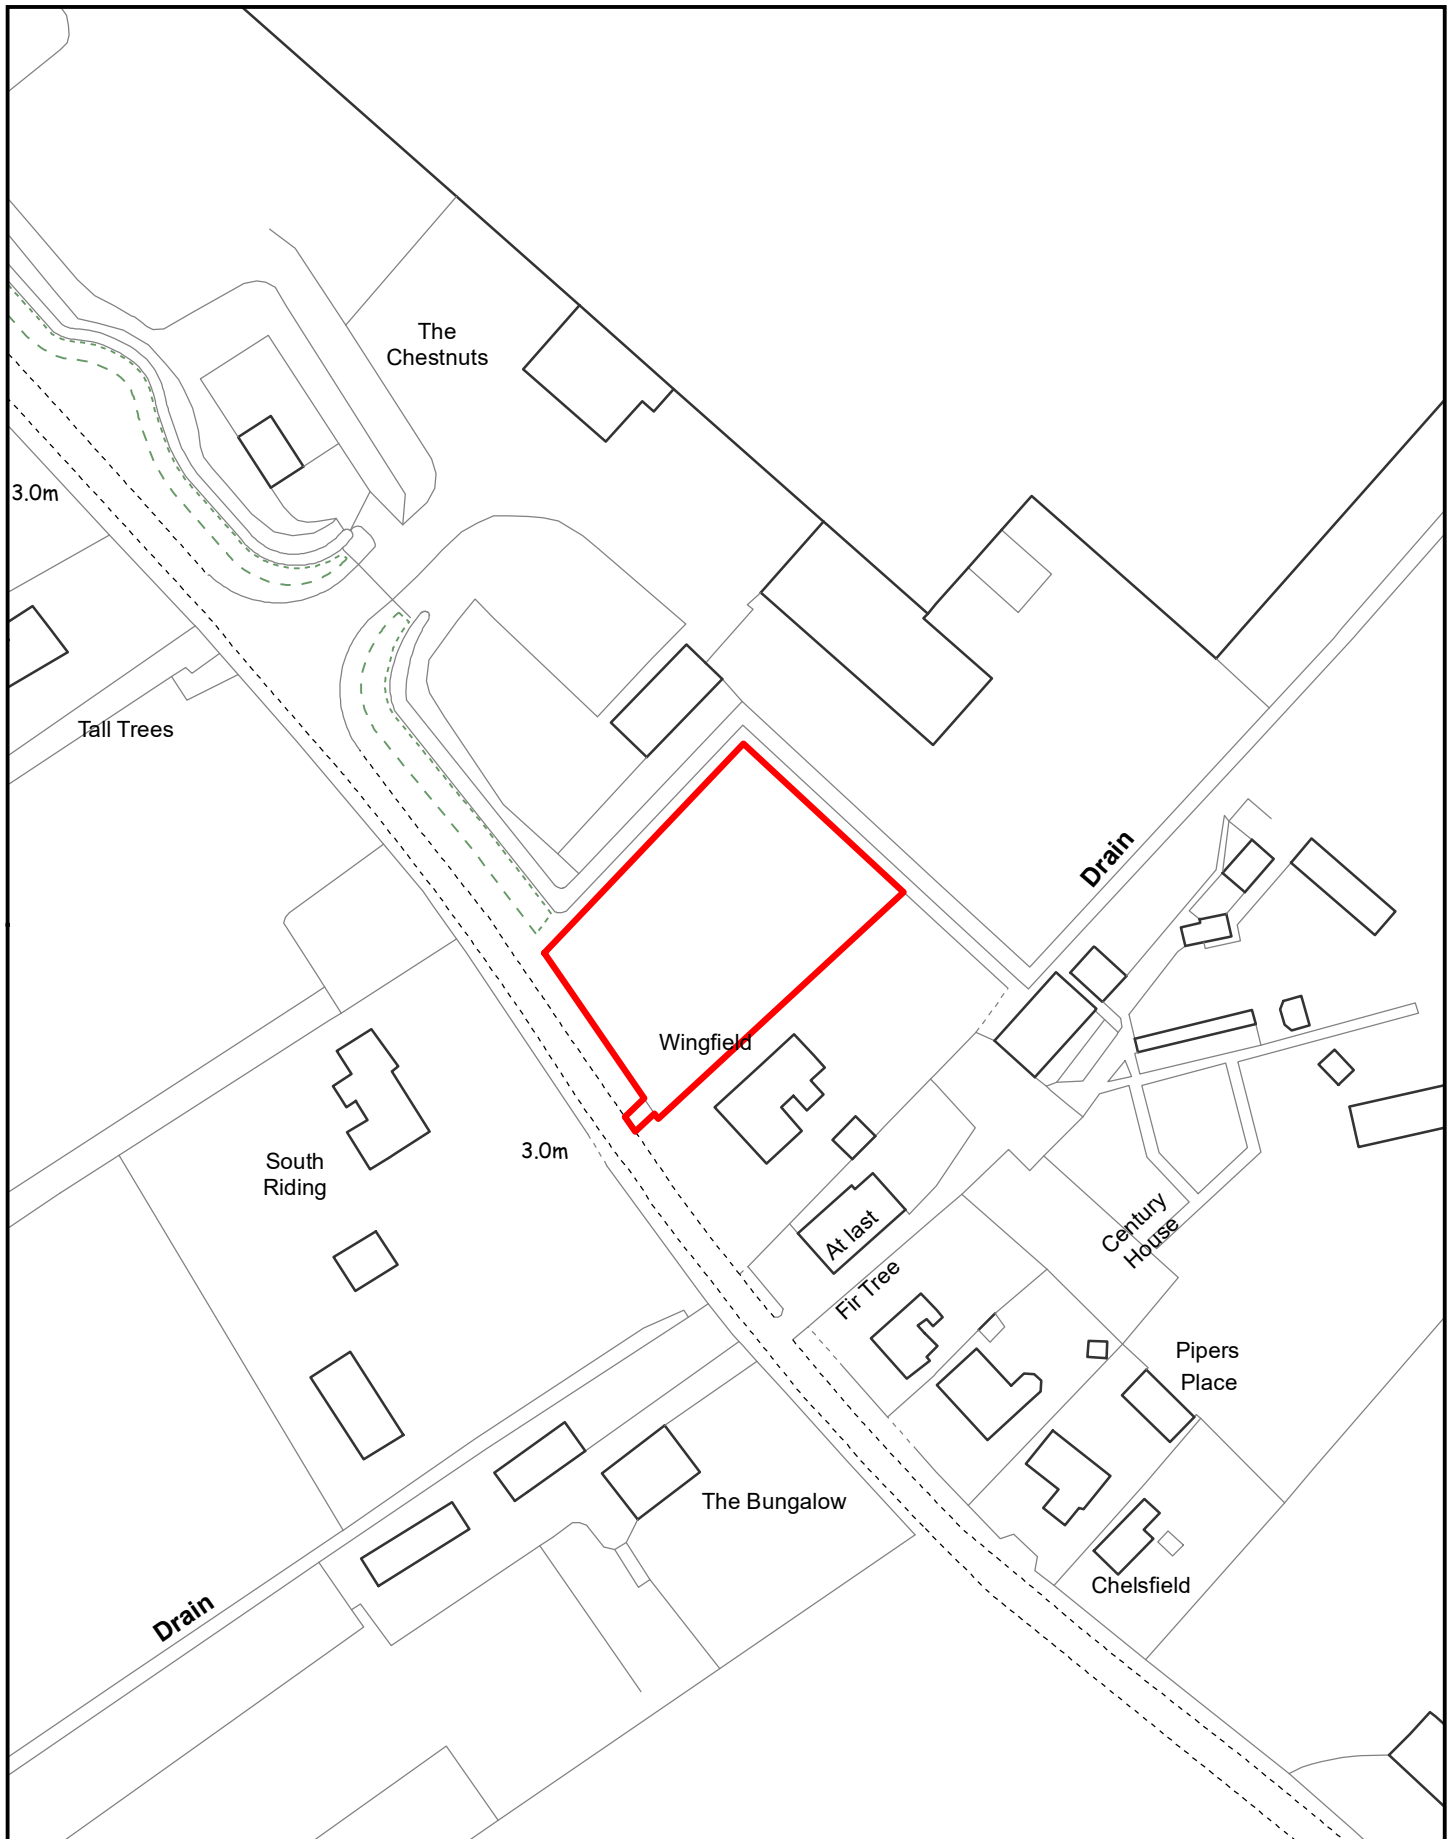 The
Chestnuts
3.0m
Tall Trees
Drain
Wingfield
3.0m
South
Riding
Century
House
At last
Fir Tree
Pipers
Place
The Bungalow
Chelsfield
Drain